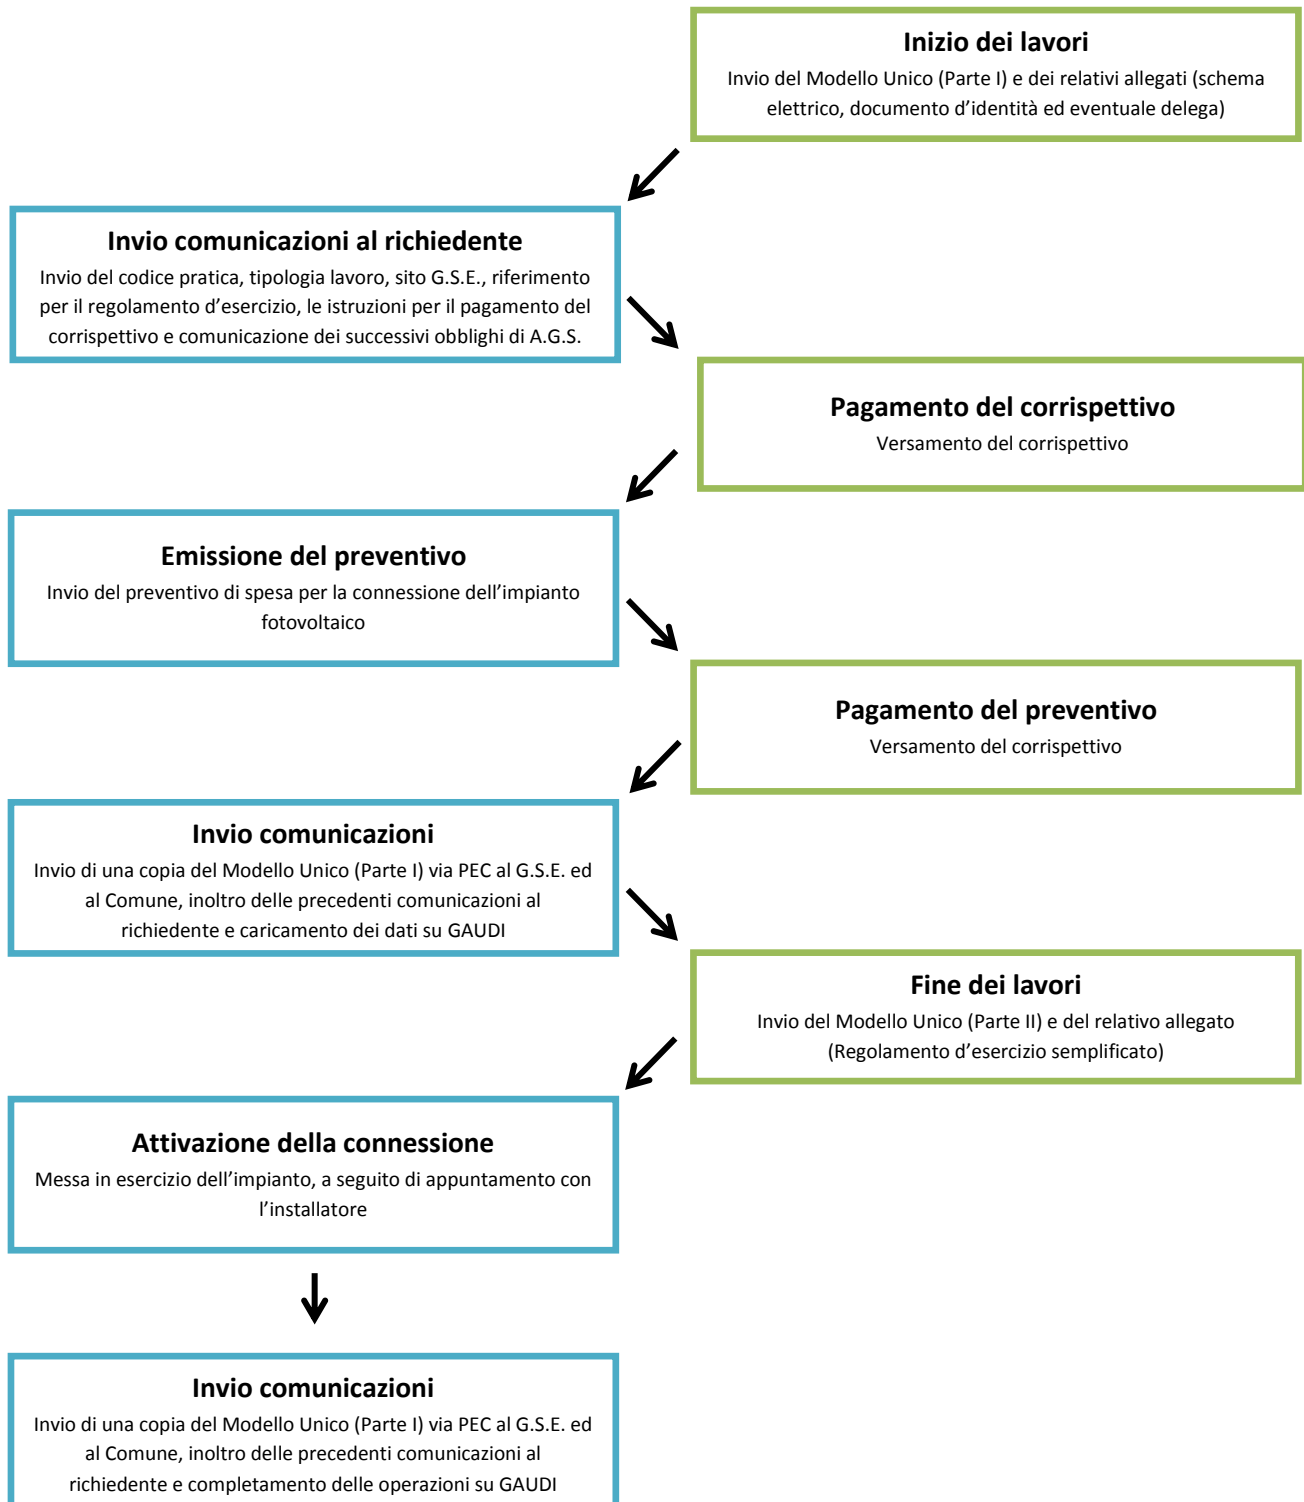 Inizio dei lavori
Invio del Modello Unico (Parte I) e dei relativi allegati (schema
elettrico, documento d’identità ed eventuale delega)
Invio comunicazioni al richiedente
Invio del codice pratica, tipologia lavoro, sito G.S.E., riferimento
per il regolamento d’esercizio, le istruzioni per il pagamento del
corrispettivo e comunicazione dei successivi obblighi di A.G.S.
Pagamento del corrispettivo
Versamento del corrispettivo
Emissione del preventivo
Invio del preventivo di spesa per la connessione dell’impianto
fotovoltaico
Pagamento del preventivo
Versamento del corrispettivo
Invio comunicazioni
Invio di una copia del Modello Unico (Parte I) via PEC al G.S.E. ed
al Comune, inoltro delle precedenti comunicazioni al
richiedente e caricamento dei dati su GAUDI
Fine dei lavori
Invio del Modello Unico (Parte II) e del relativo allegato
(Regolamento d’esercizio semplificato)
Attivazione della connessione
Messa in esercizio dell’impianto, a seguito di appuntamento con
l’installatore
Invio comunicazioni
Invio di una copia del Modello Unico (Parte I) via PEC al G.S.E. ed
al Comune, inoltro delle precedenti comunicazioni al
richiedente e completamento delle operazioni su GAUDI